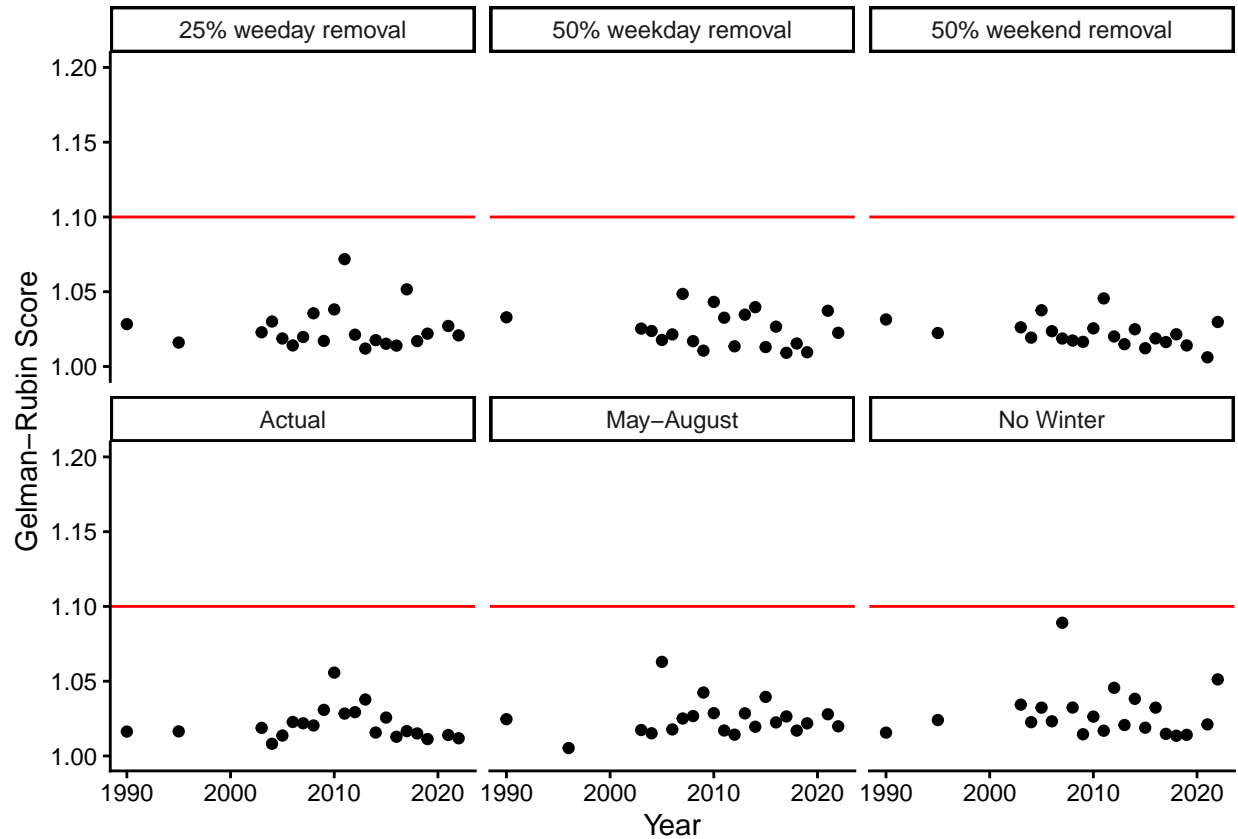 25% weeday removal
50% weekday removal
50% weekend removal
1.20
1.15
1.10
1.05
1.00
Actual
May−August
No Winter
1.20
1.15
1.10
1.05
1.00
Gelman−Rubin Score
1990 2000 2010 2020
1990 2000 2010 2020
1990 2000 2010 2020
Year